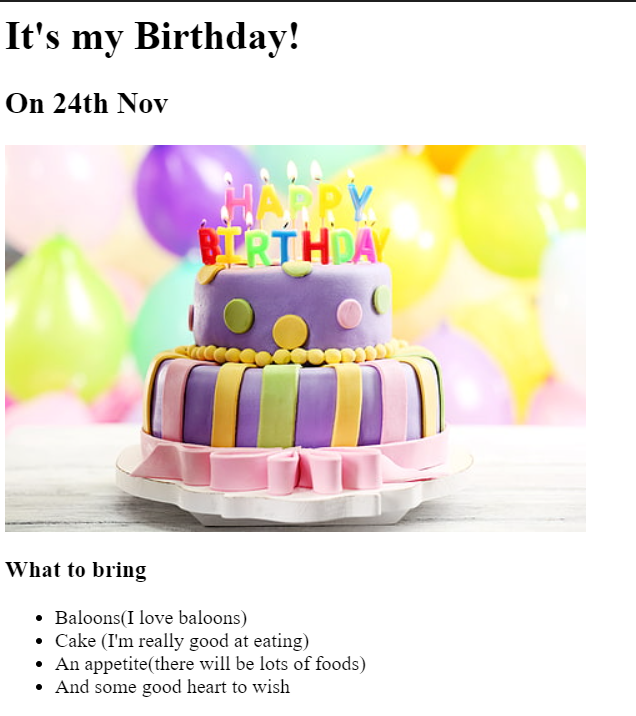 It's my Birthday!
On 24th Nov
HAPPY
BIRTHDAY
What to bring
Baloons(I love baloons)
Cake (I'm really good at eating)
An appetite(there will be lots of foods)
And some good heart to wish